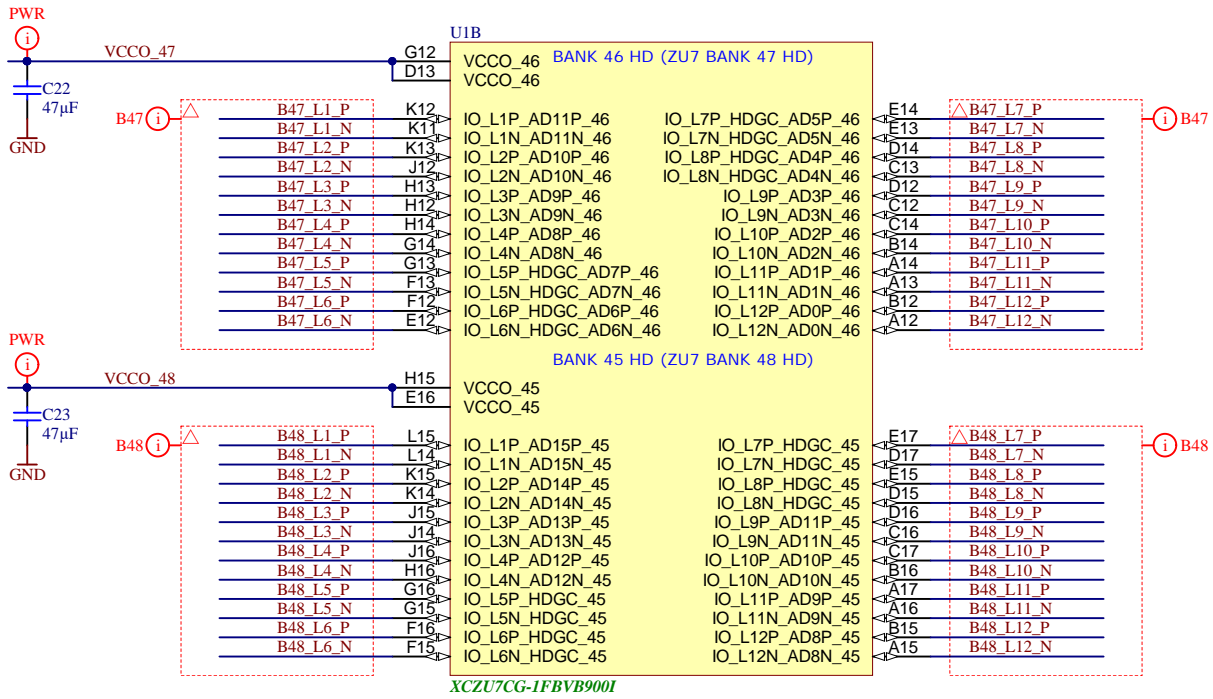 PWR
i
U1B
VCCO_47 G12 VCCO_46 BANK 46 HD (ZU7 BANK 47 HD)
D13 VCCO_46
C22
47µF
GND
B47 i
B47_L1_P K12 IO_L1P_AD11P_46 IO_L7P_HDGC_AD5P_46 E14 B47_L7_P
i B47
B47_L1_N K11 IO_L1N_AD11N_46 IO_L7N_HDGC_AD5N_46 E13 B47_L7_N
B47_L2_P K13 IO_L2P_AD10P_46 IO_L8P_HDGC_AD4P_46 D14 B47_L8_P
B47_L2_N J12 IO_L2N_AD10N_46 IO_L8N_HDGC_AD4N_46 C13 B47_L8_N
B47_L3_P H13 IO_L3P_AD9P_46 IO_L9P_AD3P_46 D12 B47_L9_P
B47_L3_N H12 IO_L3N_AD9N_46 IO_L9N_AD3N_46 C12 B47_L9_N
B47_L4_P H14 IO_L4P_AD8P_46 IO_L10P_AD2P_46 C14 B47_L10_P
B47_L4_N G14 IO_L4N_AD8N_46 IO_L10N_AD2N_46 B14 B47_L10_N
B47_L5_P G13 IO_L5P_HDGC_AD7P_46 IO_L11P_AD1P_46 A14 B47_L11_P
B47_L5_N F13 IO_L5N_HDGC_AD7N_46 IO_L11N_AD1N_46 A13 B47_L11_N
B47_L6_P F12 IO_L6P_HDGC_AD6P_46 IO_L12P_AD0P_46 B12 B47_L12_P
B47_L6_N E12 IO_L6N_HDGC_AD6N_46 IO_L12N_AD0N_46 A12 B47_L12_N
PWR
i
BANK 45 HD (ZU7 BANK 48 HD)
VCCO_48 H15 VCCO_45
E16 VCCO_45
C23
47µF
GND
B48 i
B48_L1_P L15 IO_L1P_AD15P_45 IO_L7P_HDGC_45 E17 B48_L7_P
i B48
B48_L1_N L14 IO_L1N_AD15N_45 IO_L7N_HDGC_45 D17 B48_L7_N
B48_L2_P K15 IO_L2P_AD14P_45 IO_L8P_HDGC_45 E15 B48_L8_P
B48_L2_N K14 IO_L2N_AD14N_45 IO_L8N_HDGC_45 D15 B48_L8_N
B48_L3_P J15 IO_L3P_AD13P_45 IO_L9P_AD11P_45 D16 B48_L9_P
B48_L3_N J14 IO_L3N_AD13N_45 IO_L9N_AD11N_45 C16 B48_L9_N
B48_L4_P J16 IO_L4P_AD12P_45 IO_L10P_AD10P_45 C17 B48_L10_P
B48_L4_N H16 IO_L4N_AD12N_45 IO_L10N_AD10N_45 B16 B48_L10_N
B48_L5_P G16 IO_L5P_HDGC_45 IO_L11P_AD9P_45 A17 B48_L11_P
B48_L5_N G15 IO_L5N_HDGC_45 IO_L11N_AD9N_45 A16 B48_L11_N
B48_L6_P F16 IO_L6P_HDGC_45 IO_L12P_AD8P_45 B15 B48_L12_P
B48_L6_N F15 IO_L6N_HDGC_45 IO_L12N_AD8N_45 A15 B48_L12_N
XCZU7CG-1FBVB900I